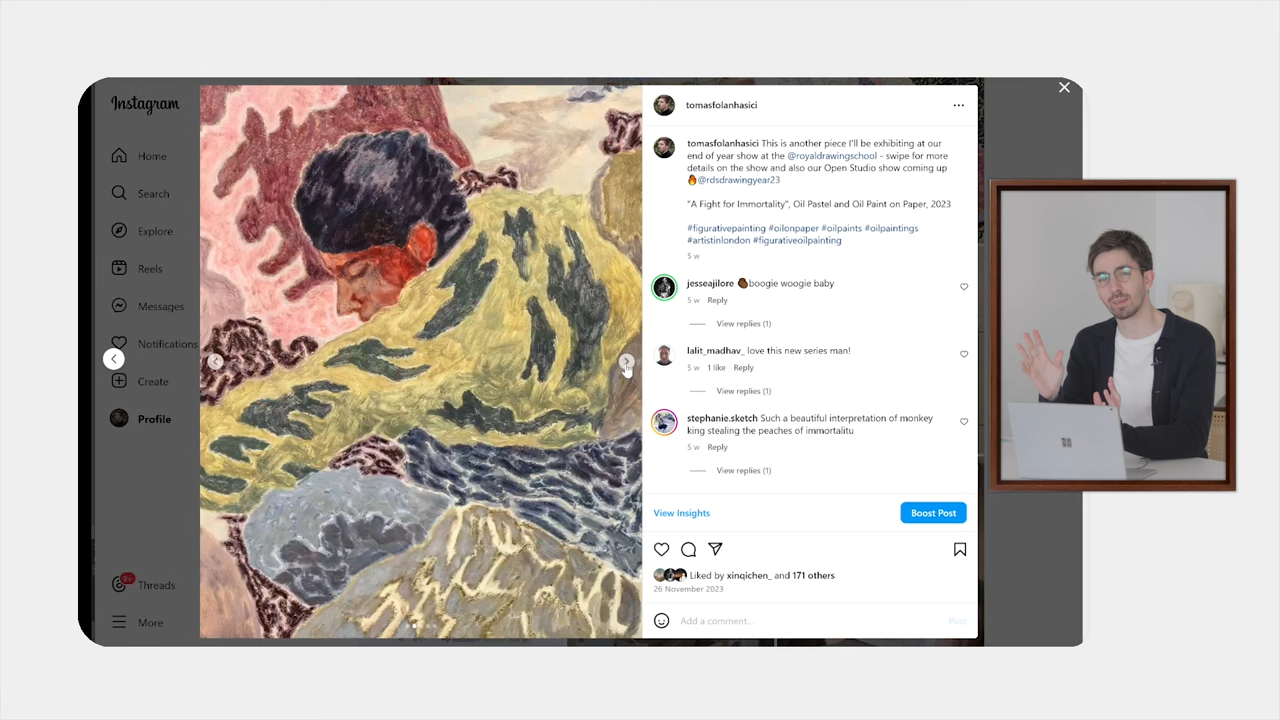 Instagram
Home
Search
Explore
Reels
Messages
Notifications
Create
Profile
9+
Threads
More
tomasfolanhasici
tomasfolanhasici This is another piece I'll be exhibiting at our
end of year show at the @royaldrawingschool - swipe for more
details on the show and also our Open Studio show coming up
🔥@rdsdrawingyear23
"A Fight for Immortality", Oil Pastel and Oil Paint on Paper, 2023
#figurativepainting #oilonpaper #oilpaints #oilpaintings
#artistinlondon #figurativeoilpainting
5 w
jesseajilore boogie woogie baby
5 w Reply
View replies (1)
lalit_madhav_ love this new series man!
5 w 1 like Reply
View replies (1)
stephanie.sketch Such a beautiful interpretation of monkey
king stealing the peaches of immortalitu
5 w Reply
View replies (1)
View Insights
Boost Post
Liked by xinqichen_ and 171 others
26 November 2023
Add a comment...
Post